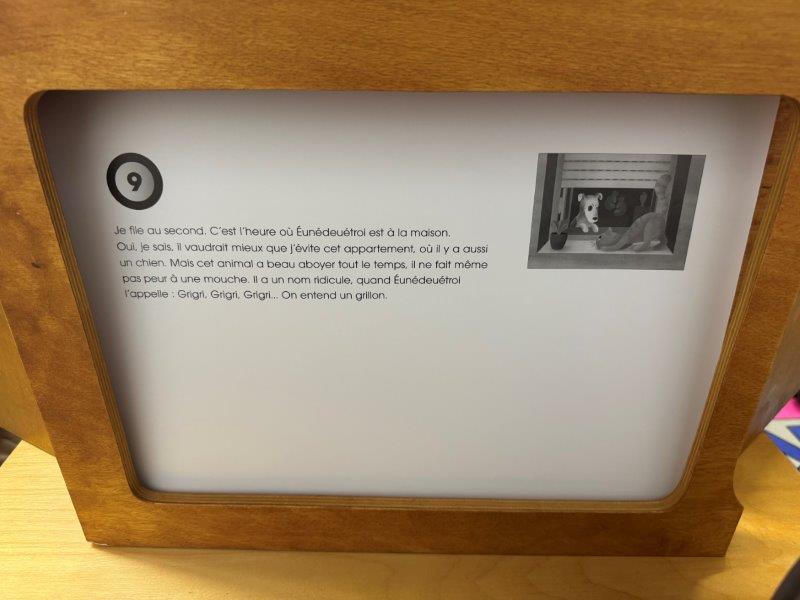 9
Je file au second. C'est l'heure où Éunédeuétroi est à la maison.
Oui, je sais, il vaudrait mieux que j'évite cet appartement, où il y a aussi
un chien. Mais cet animal a beau aboyer tout le temps, il ne fait même
pas peur à une mouche. Il a un nom ridicule, quand Éunédeuétroi
l'appelle : Grigri, Grigri, Grigri... On entend un grillon.